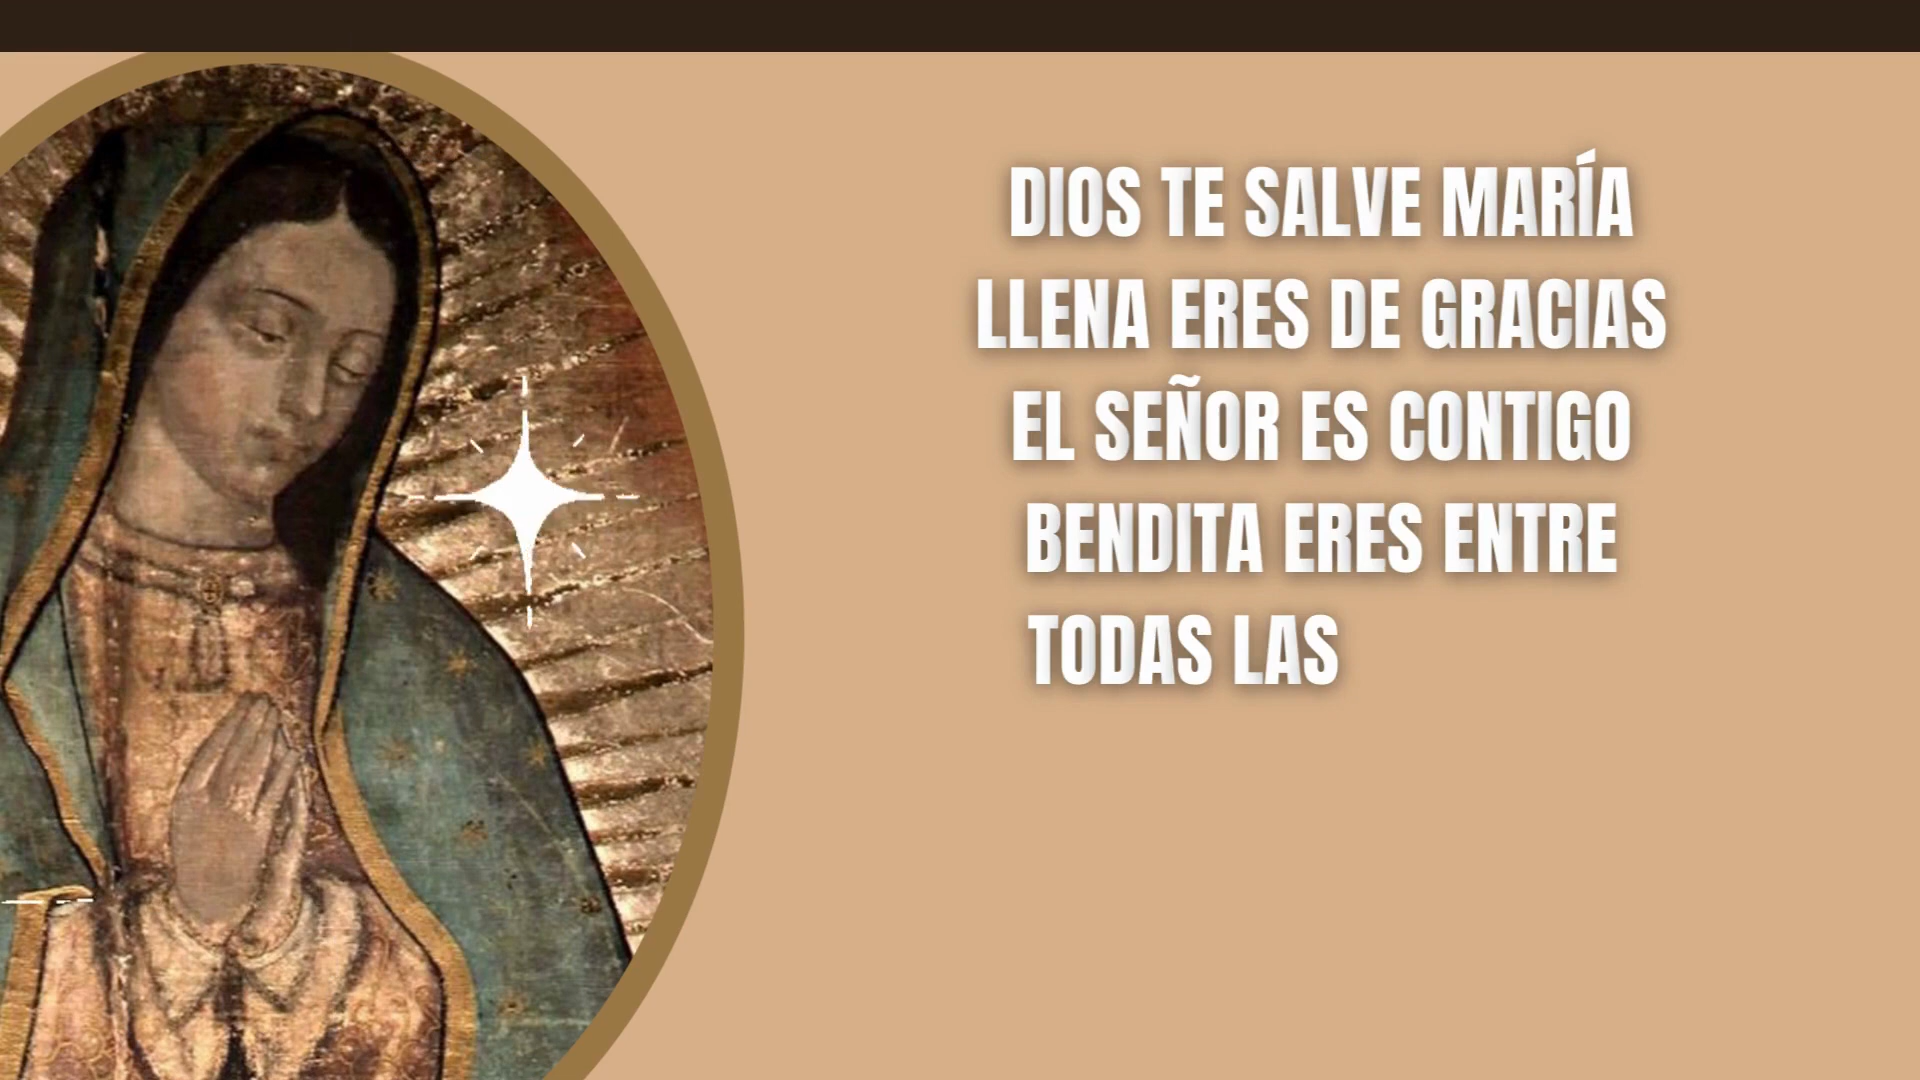 DIOS TE SALVE MARÍA
LLENA ERES DE GRACIAS
EL SEÑOR ES CONTIGO
BENDITA ERES ENTRE
TODAS LAS